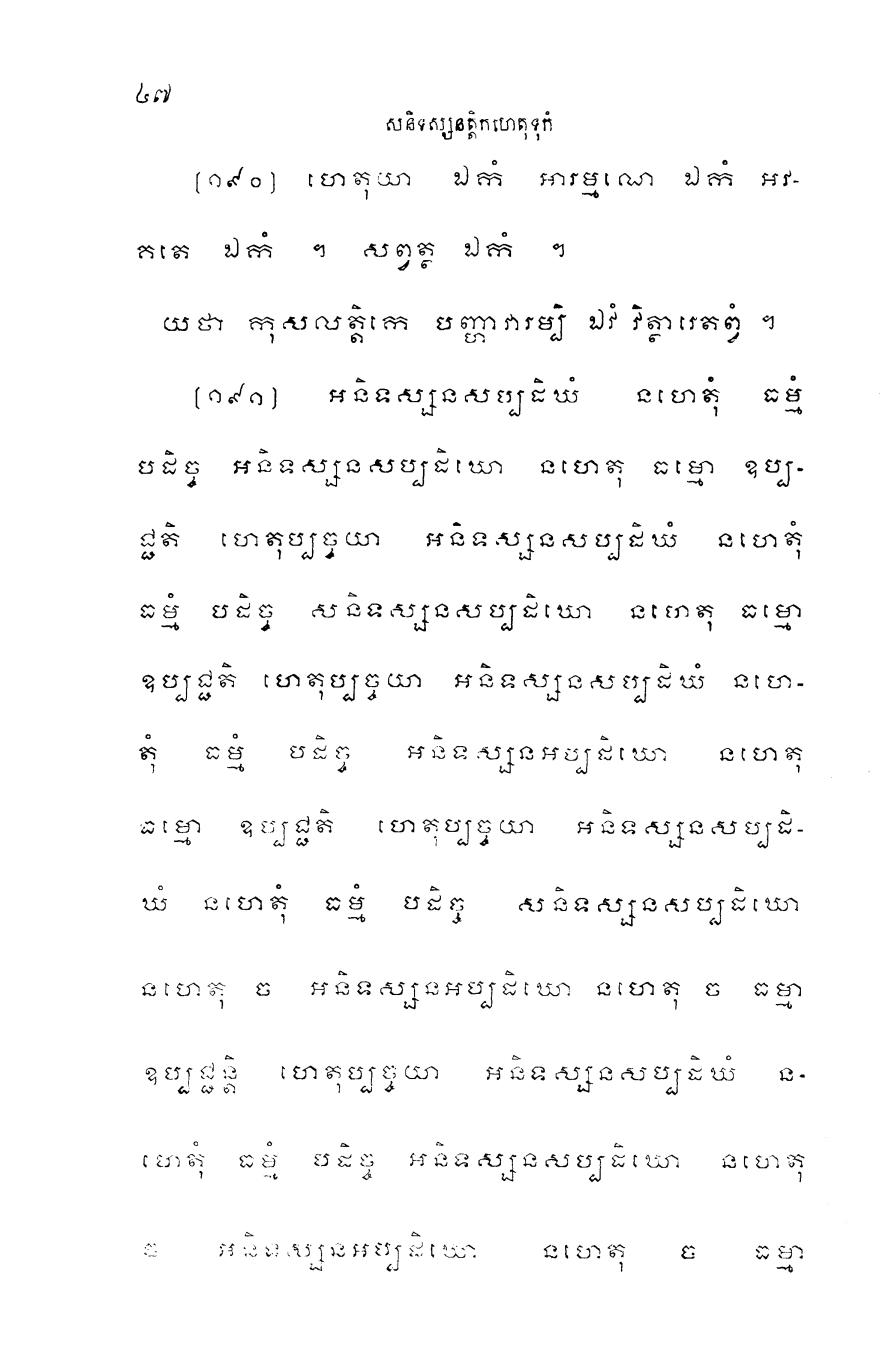 ៤៧
សនិទស្សនត្តិកហេតុទុកំ
[១៩០] ហេតុយា ឯកំ អារម្មណេ ឯកំ អវ-
កតេ ឯកំ ។ សព្វត្ថ ឯកំ ។
យថា កុសលត្តិកេ បញ្ហាវារម្បិ ឯវំ វិត្ថារេតព្វំ ។
[១៩១] អនិទស្សនសប្បដិឃំ នហេតុំ ធម្មំ
បដិច្ច អនិទស្សនសប្បដិឃោ នហេតុ ធម្មោ ឧប្ប-
ជ្ជតិ ហេតុប្បច្ចយា អនិទស្សនសប្បដិឃំ នហេតុំ
ធម្មំ បដិច្ច សនិទស្សនសប្បដិឃោ នហេតុ ធម្មោ
ឧប្បជ្ជតិ ហេតុប្បច្ចយា អនិទស្សនសប្បដិឃំ នហេ-
តុំ ធម្មំ បដិច្ច អនិទស្សនអប្បដិឃោ នហេតុ
ធម្មោ ឧប្បជ្ជតិ ហេតុប្បច្ចយា អនិទស្សនសប្បដិ-
ឃំ នហេតុំ ធម្មំ បដិច្ច សនិទស្សនសប្បដិឃោ
នហេតុ ច អនិទស្សនអប្បដិឃោ នហេតុ ច ធម្មា
ឧប្បជ្ជន្តិ ហេតុប្បច្ចយា អនិទស្សនសប្បដិឃំ ន-
ហេតុំ ធម្មំ បដិច្ច អនិទស្សនសប្បដិឃោ នហេតុ
ច អនិទស្សនអប្បដិឃោ នហេតុ ច ធម្មា